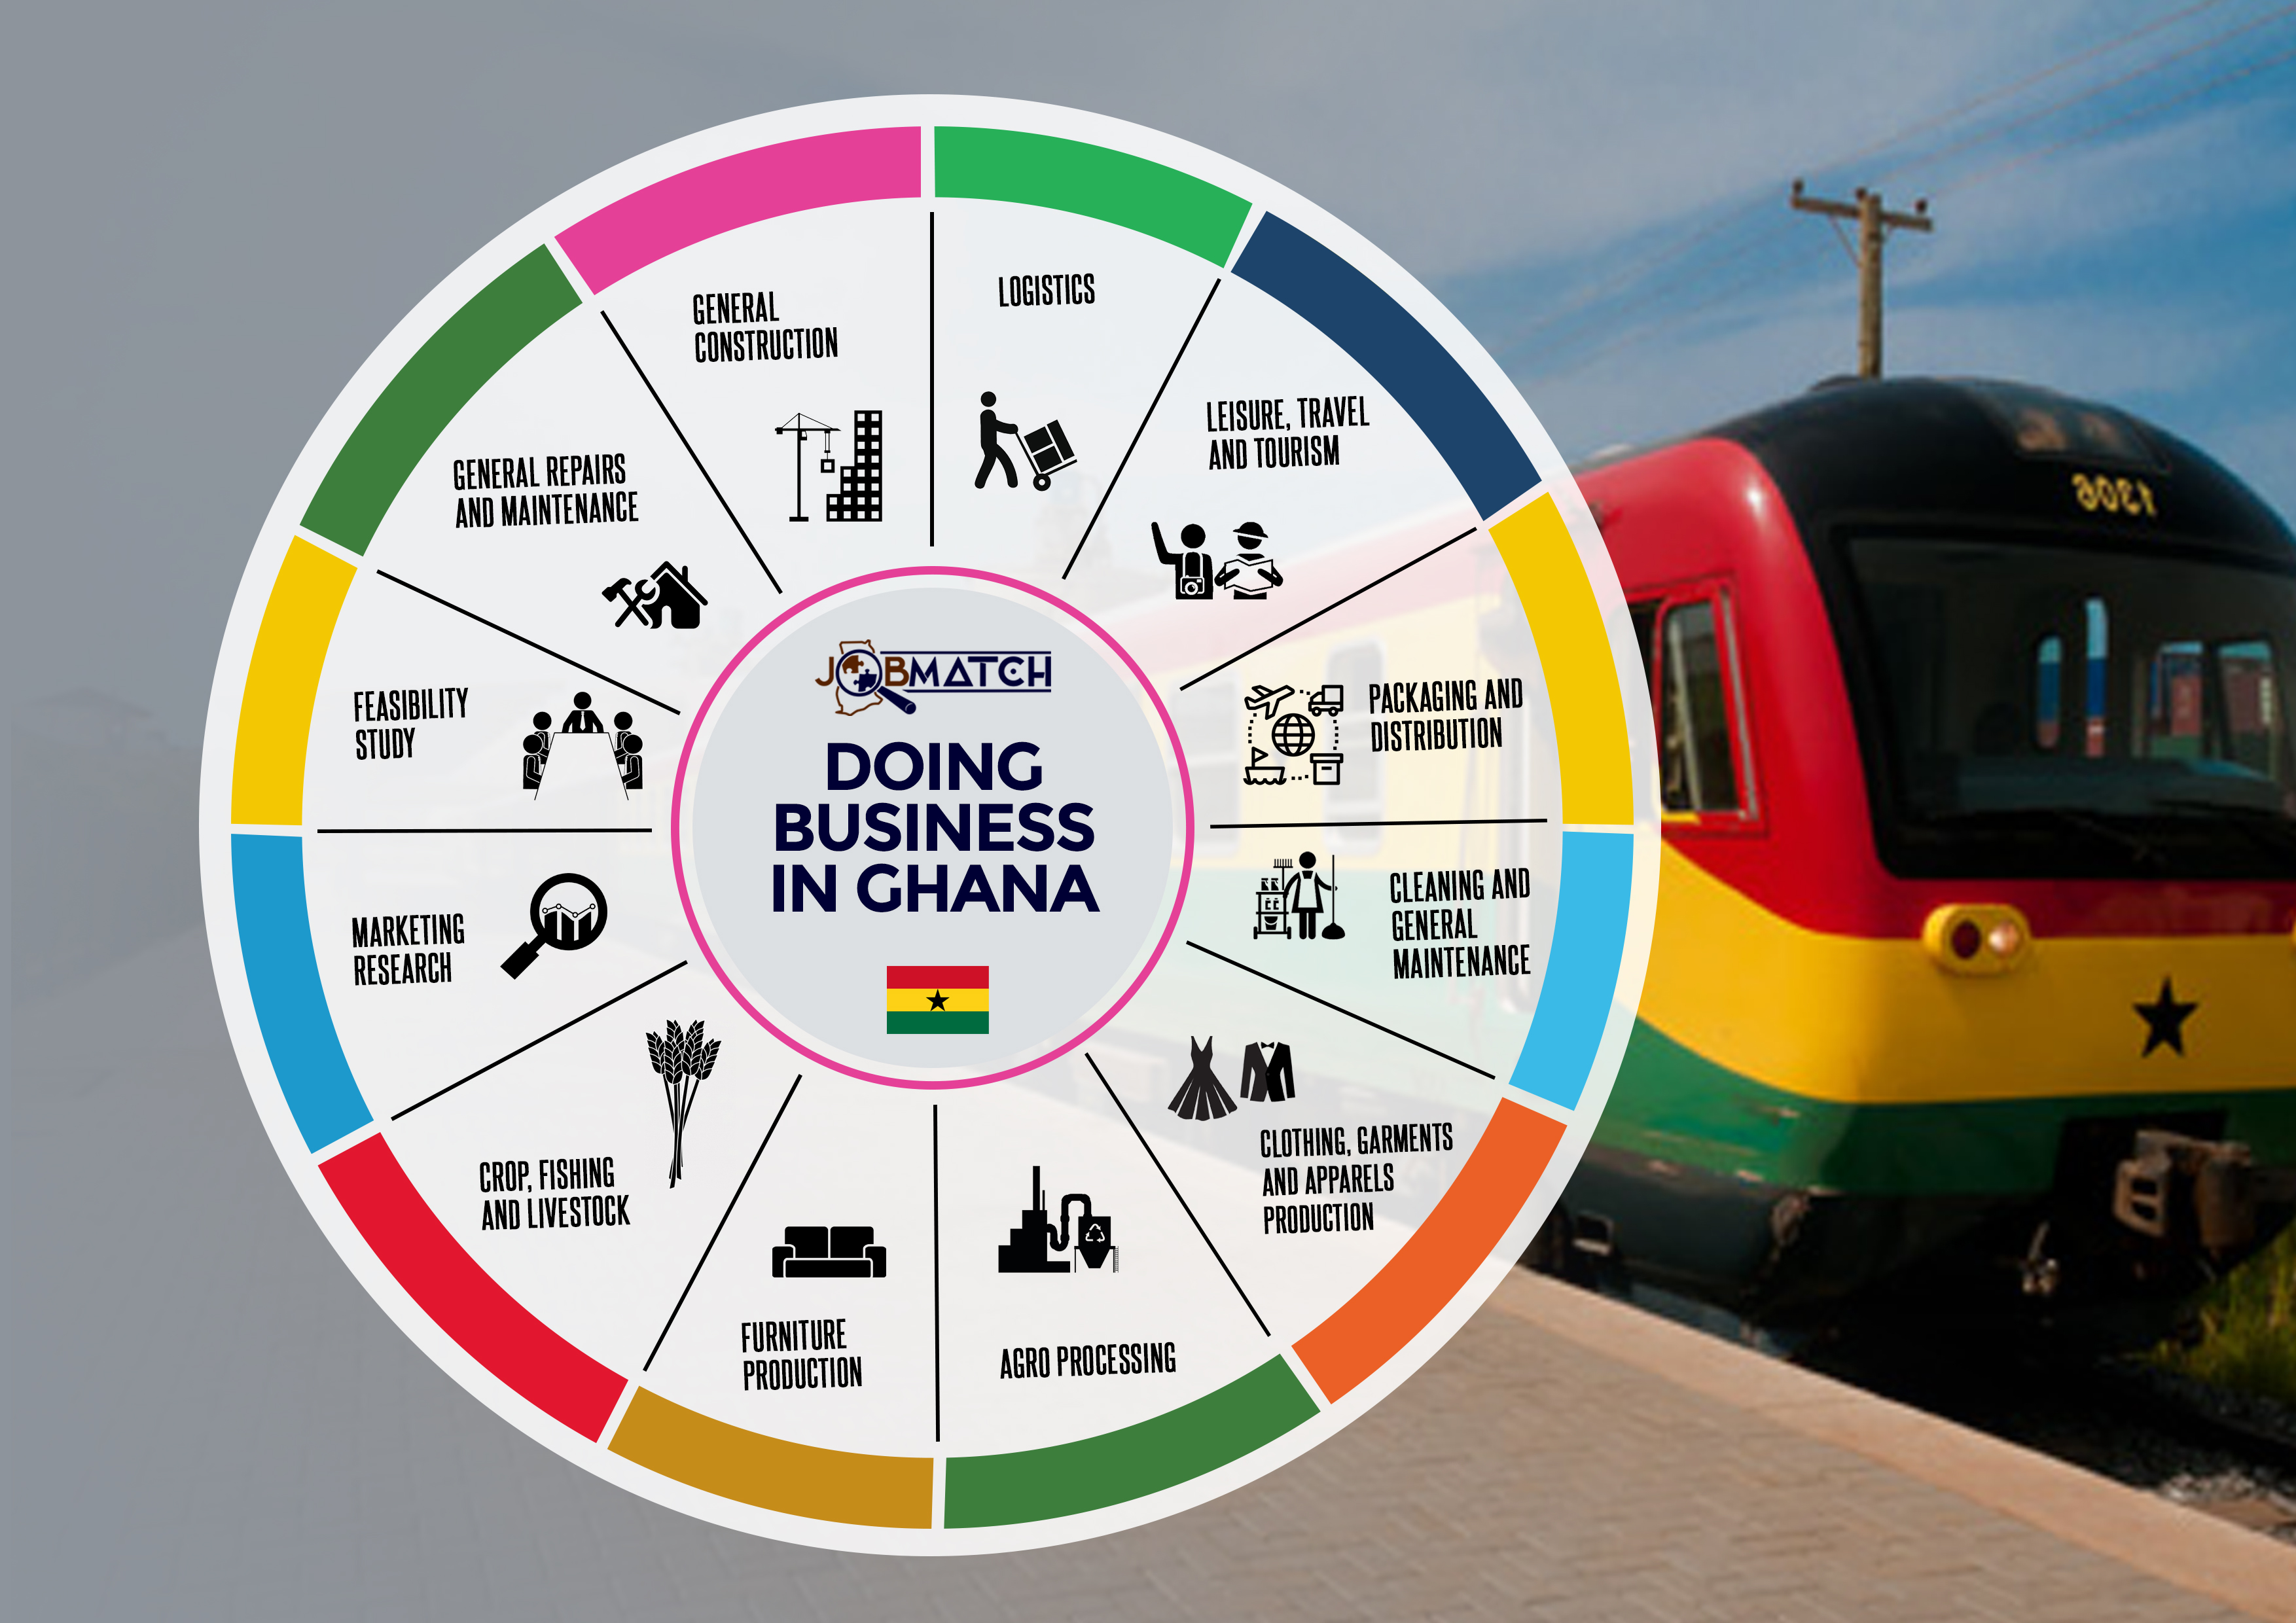 GENERAL
CONSTRUCTION
LOGISTICS
LEISURE, TRAVEL
AND TOURISM
PACKAGING AND
DISTRIBUTION
CLEANING AND
GENERAL
MAINTENANCE
CLOTHING, GARMENTS
AND APPARELS
PRODUCTION
AGRO PROCESSING
FURNITURE
PRODUCTION
CROP, FISHING
AND LIVESTOCK
MARKETING
RESEARCH
FEASIBILITY
STUDY
GENERAL REPAIRS
AND MAINTENANCE
JOBMATCH
DOING
BUSINESS
IN GHANA